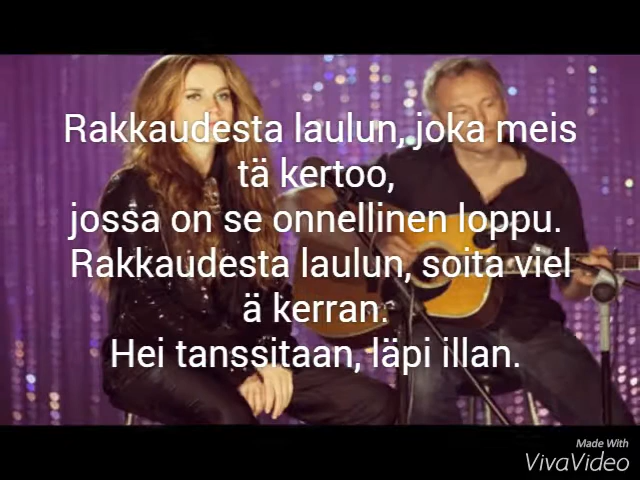 Rakkaudesta laulun, joka meis
tä kertoo,
jossa on se onnellinen loppu.
Rakkaudesta laulun, soita viel
ä kerran.
Hei tanssitaan, läpi illan.
Made With
VivaVideo